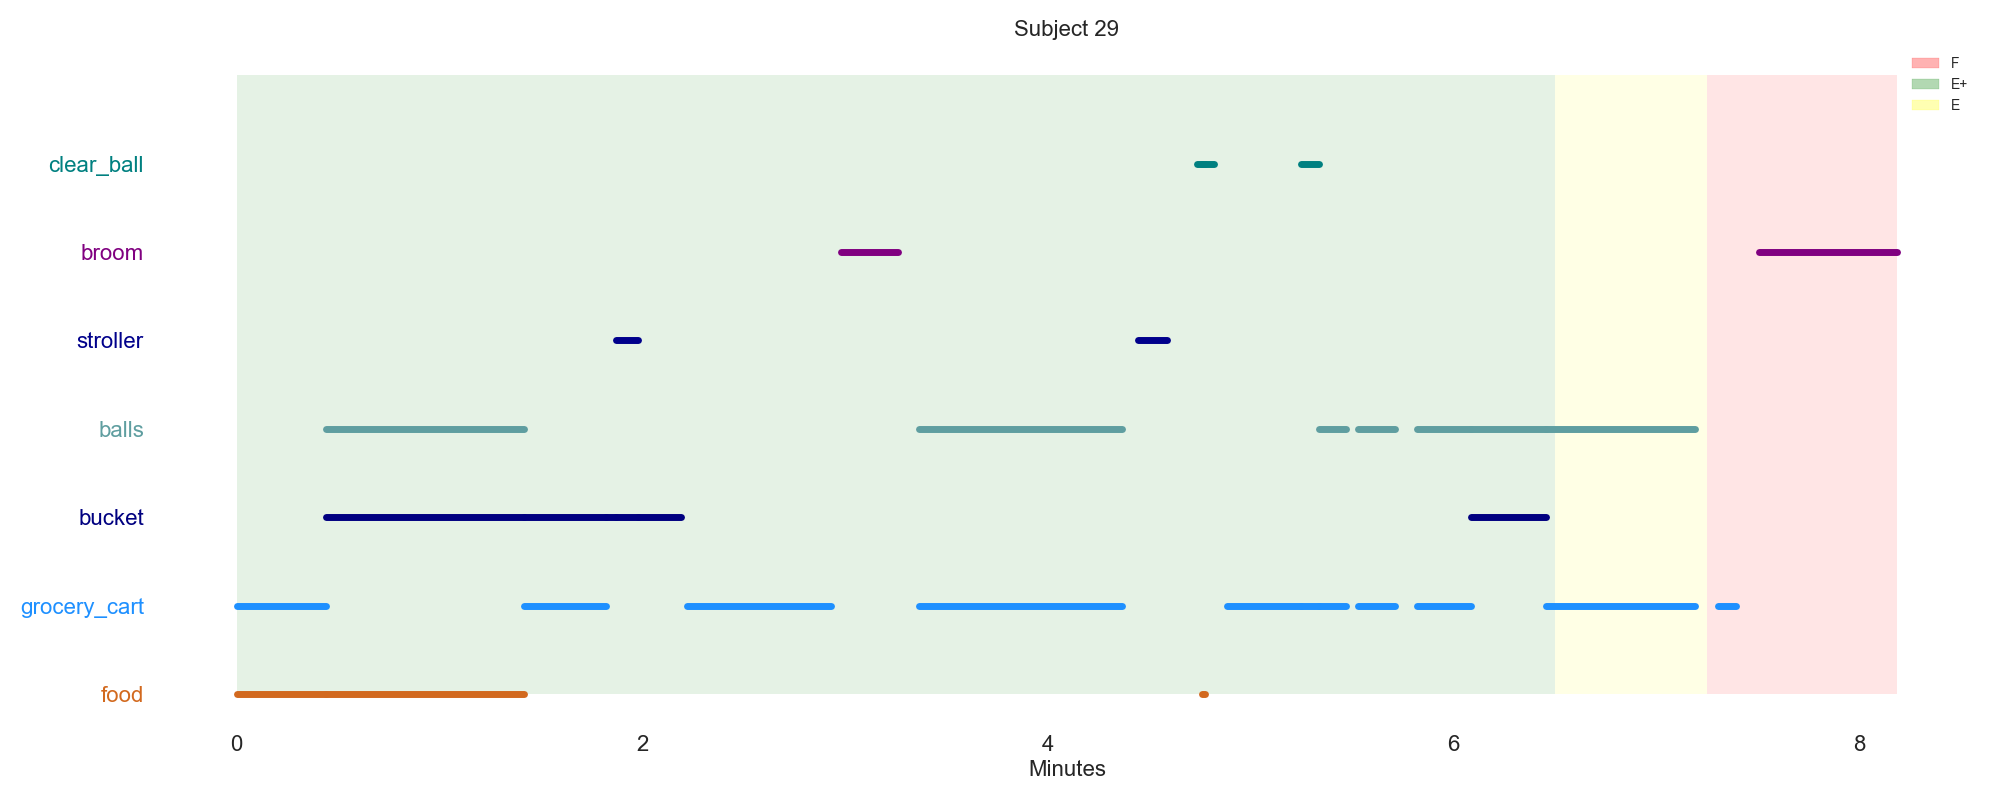 Subject 29
F
E+
E
clear_ball
broom
stroller
balls
bucket
grocery_cart
food
0 2 4 6 8
Minutes